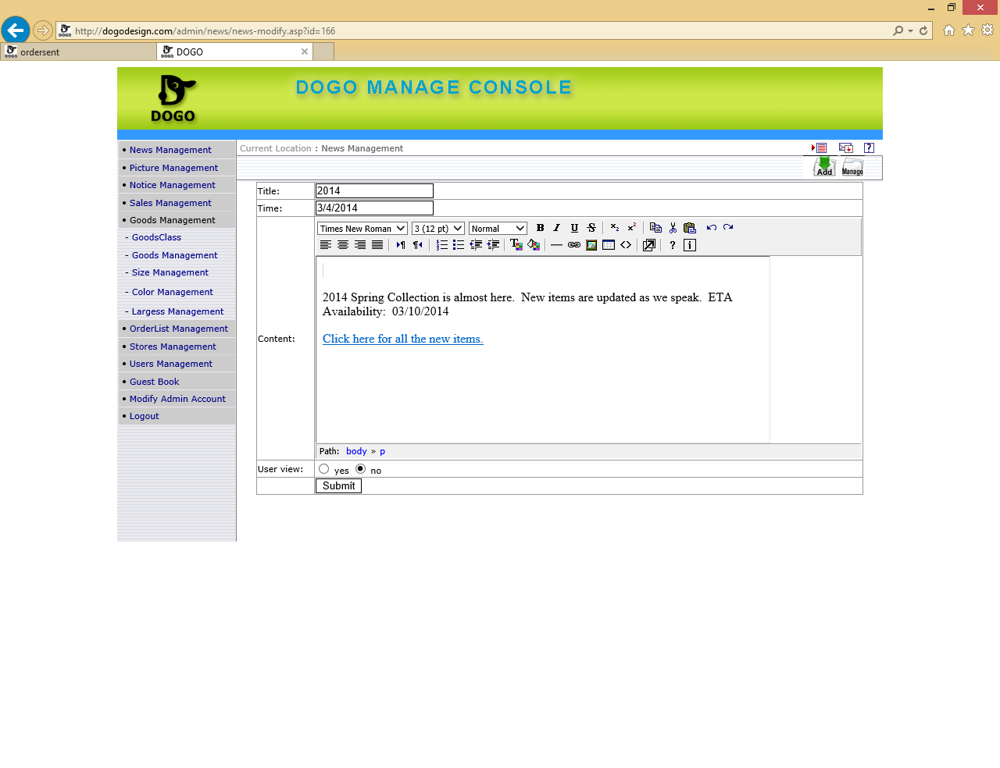 http://dogodesign.com/admin/news/news-modify.asp?id=166
ordersent
DOGO
DOGO MANAGE CONSOLE
DOGO
• News Management
• Picture Management
• Notice Management
• Sales Management
• Goods Management
- GoodsClass
- Goods Management
- Size Management
- Color Management
- Largess Management
• OrderList Management
• Stores Management
• Users Management
• Guest Book
• Modify Admin Account
• Logout
Current Location : News Management
Add Manage
Title: 2014
Time: 3/4/2014
Times New Roman 3 (12 pt) Normal
Content:
2014 Spring Collection is almost here.  New items are updated as we speak.  ETA
Availability:  03/10/2014
Click here for all the new items.
Path: body » p
User view: yes no
Submit